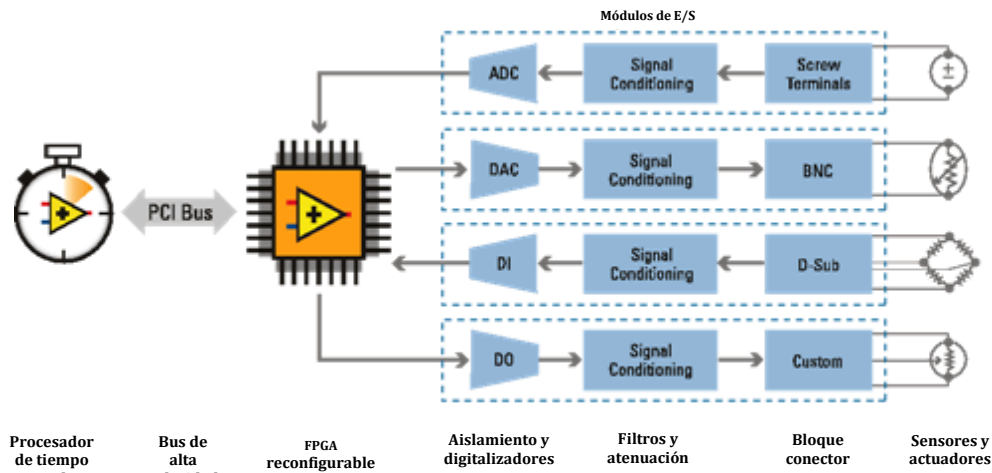 Módulos de E/S
ADC
Signal
Conditioning
Screw
Terminals
±
DAC
Signal
Conditioning
BNC
PCI Bus
DI
Signal
Conditioning
D-Sub
DO
Signal
Conditioning
Custom
Procesador
de tiempo
Bus de
alta
FPGA
reconfigurable
Aislamiento y
digitalizadores
Filtros y
atenuación
Bloque
conector
Sensores y
actuadores